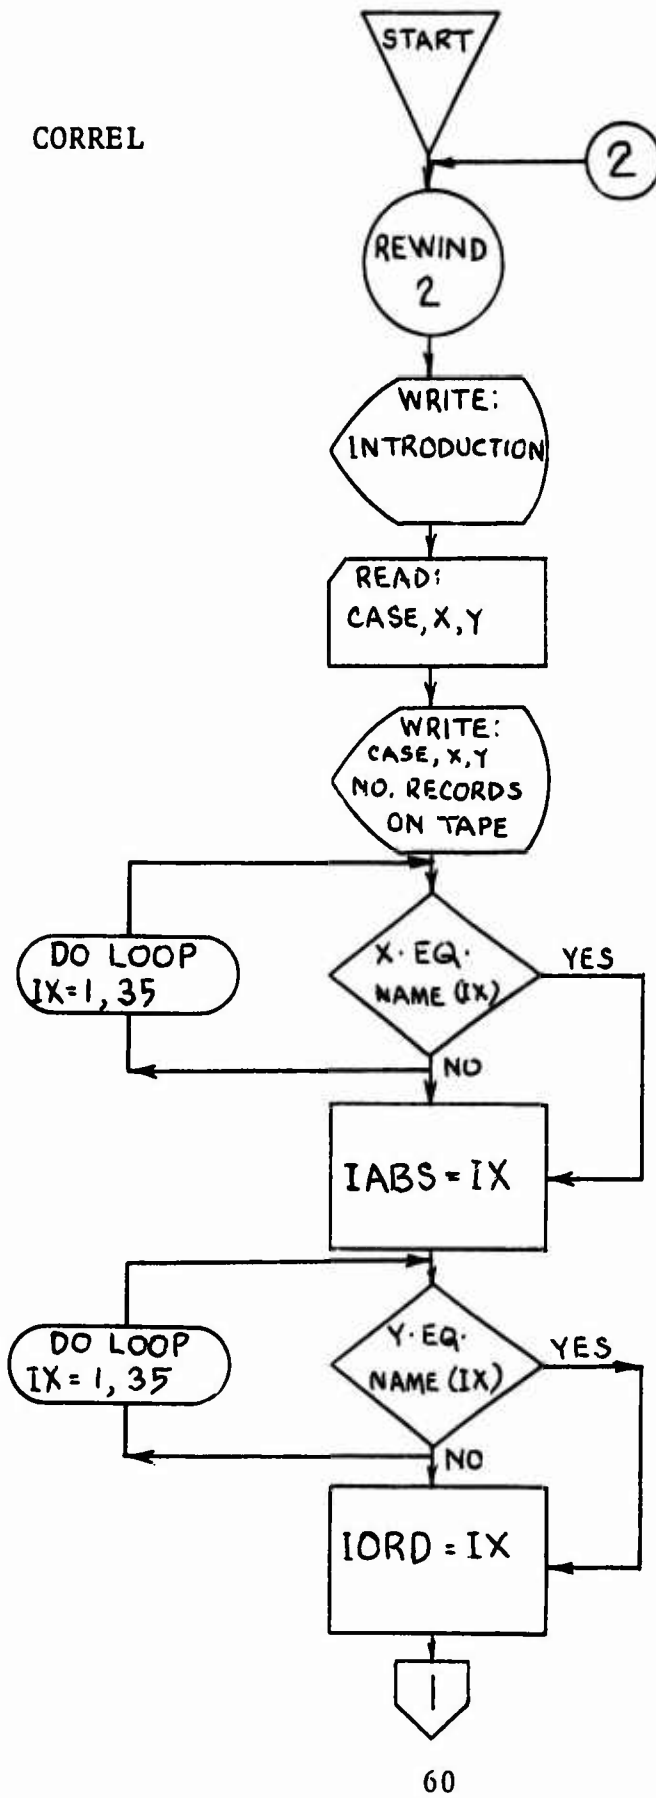 START
CORREL
2
REWIND
2
WRITE:
INTRODUCTION
READ:
CASE, X, Y
WRITE:
CASE, X, Y
NO. RECORDS
ON TAPE
DO LOOP
IX=1, 35
X. EQ.
NAME (IX)
YES
NO
IABS = IX
DO LOOP
IX=1, 35
Y. EQ.
NAME (IX)
YES
NO
IORD = IX
1
60